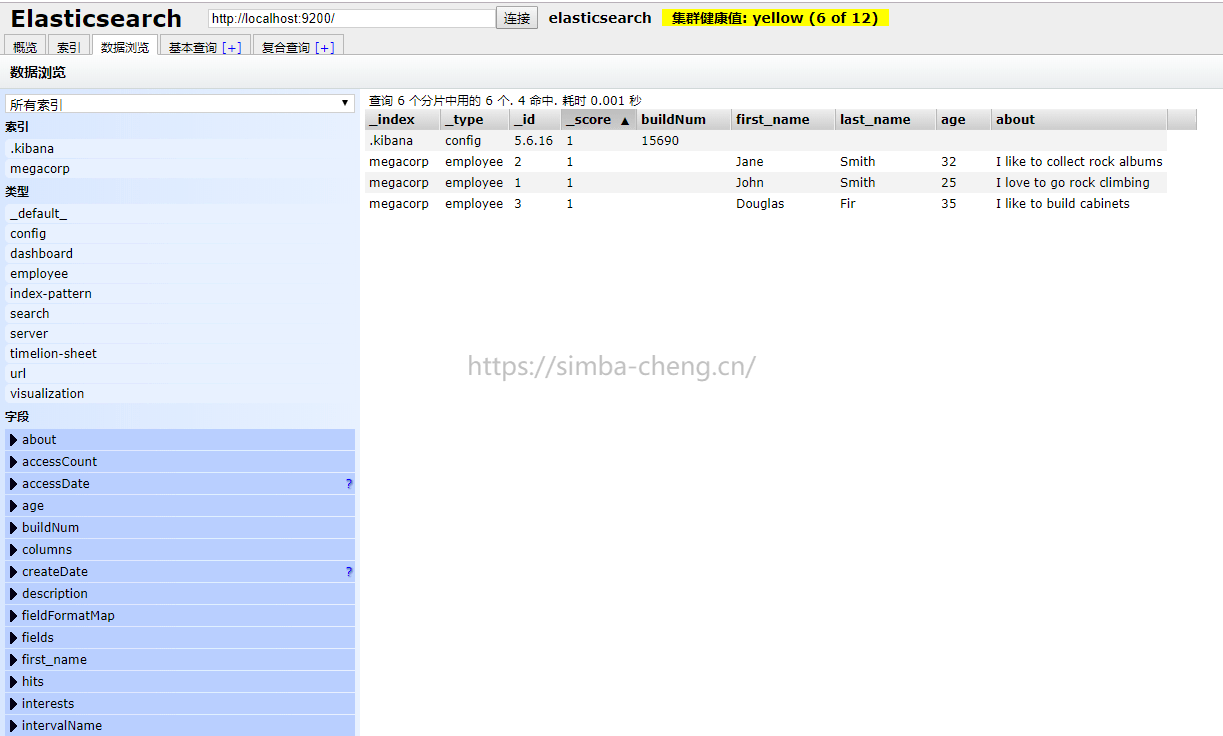 Elasticsearch http://localhost:9200/ 连接 elasticsearch 集群健康值: yellow (6 of 12)
概览 索引 数据浏览 基本查询 [+] 复合查询 [+]
数据浏览
所有索引
索引
.kibana
megacorp
类型
_default_
config
dashboard
employee
index-pattern
search
server
timelion-sheet
url
visualization
字段
about
accessCount
accessDate ?
age
buildNum
columns
createDate ?
description
fieldFormatMap
fields
first_name
hits
interests
intervalName
查询 6 个分片中用的 6 个. 4 命中. 耗时 0.001 秒
_index _type _id _score ▲ buildNum first_name last_name age about
.kibana config 5.6.16 1 15690
megacorp employee 2 1 Jane Smith 32 I like to collect rock albums
megacorp employee 1 1 John Smith 25 I love to go rock climbing
megacorp employee 3 1 Douglas Fir 35 I like to build cabinets
https://simba-cheng.cn/